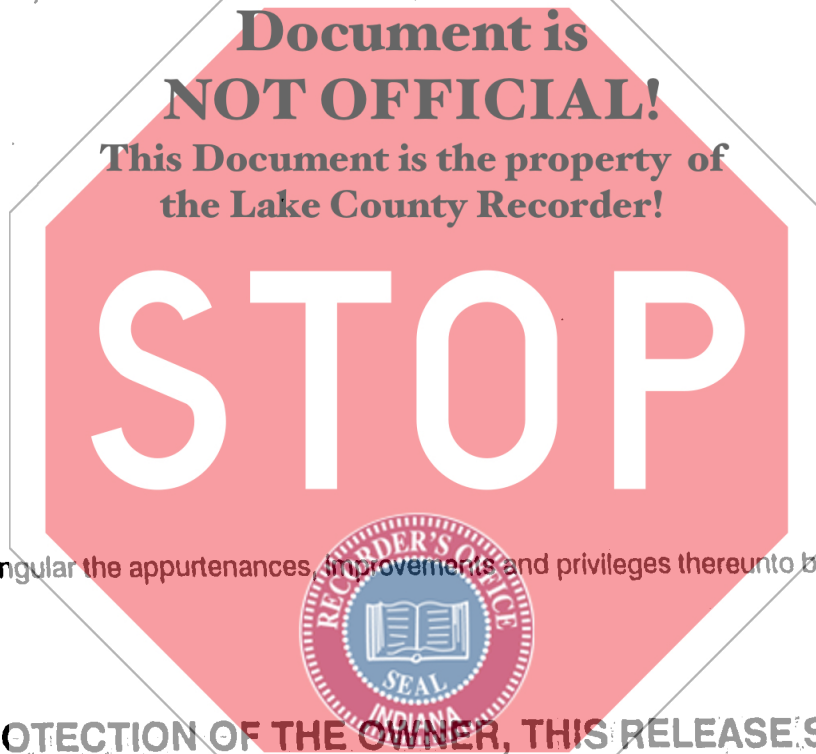 Document is
NOT OFFICIAL!
This Document is the property of
the Lake County Recorder!
STOP
ngular the appurtenances, improvements and privileges thereunto b
RECORDER'S OFFICE
SEAL
INDIANA
OTECTION OF THE OWNER, THIS RELEASE S